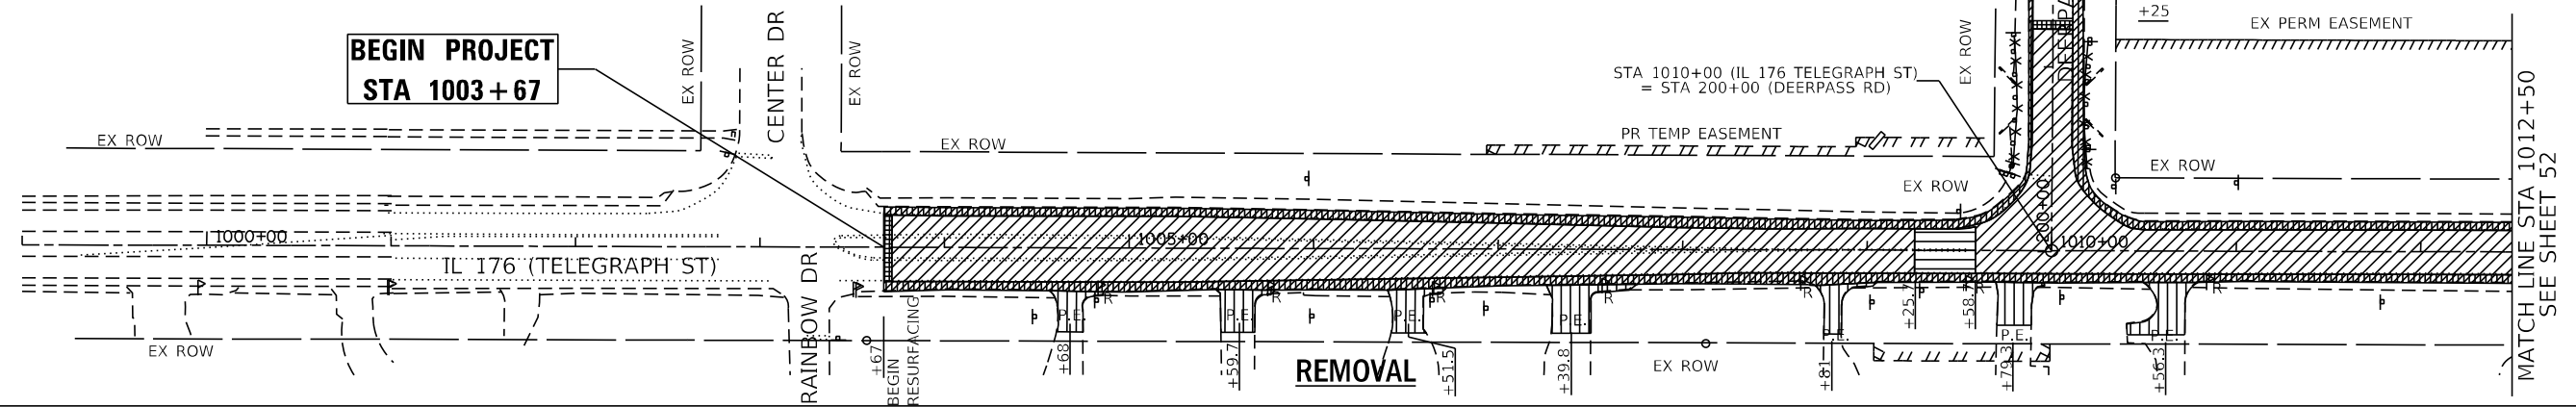 +25
EX PERM EASEMENT
BEGIN PROJECT
STA 1003+67
EX ROW
CENTER DR
EX ROW
EX ROW
STA 1010+00 (IL 176 TELEGRAPH ST)
= STA 200+00 (DEERPASS RD)
EX ROW
EX ROW
PR TEMP EASEMENT
EX ROW
EX ROW
200+00
1000+00
1005+00
1010+00
IL 176 (TELEGRAPH ST)
R
R
R
R
R
R
R
P.E.
P.E.
P.E.
P.E.
P.E.
P.E.
P.E.
EX ROW
RAINBOW DR
+67
BEGIN
RESURFACING
+68
+59.7
REMOVAL
+51.5
+39.8
EX ROW
+81
+58.
+79.3
+56.3
MATCH LINE STA 1012+50
SEE SHEET 52